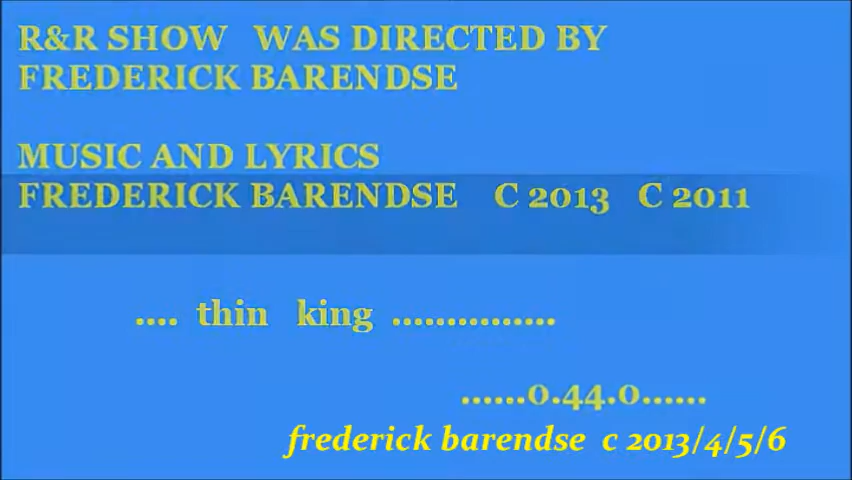 R&R SHOW WAS DIRECTED BY
FREDERICK BARENDSE
MUSIC AND LYRICS
FREDERICK BARENDSE C 2013 C 2011
.... thin king ...............
......0.44.0......
frederick barendse c 2013/4/5/6